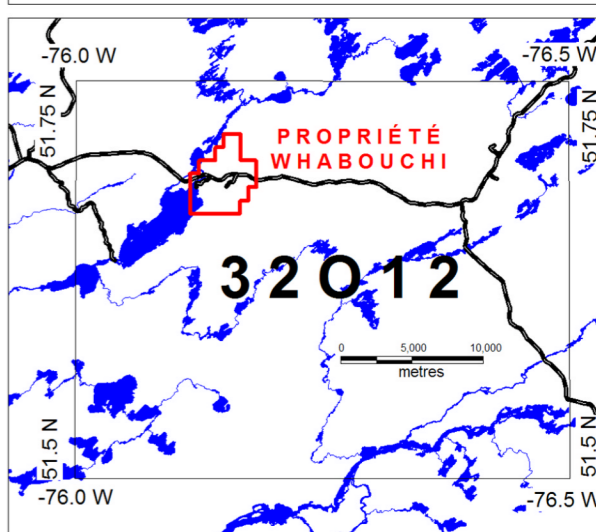 -76.0 W
-76.5 W
51.75 N
51.75 N
PROPRIÉTÉ
WHABOUCHI
32O12
0 5,000 10,000
metres
51.5 N
51.5 N
-76.0 W
-76.5 W